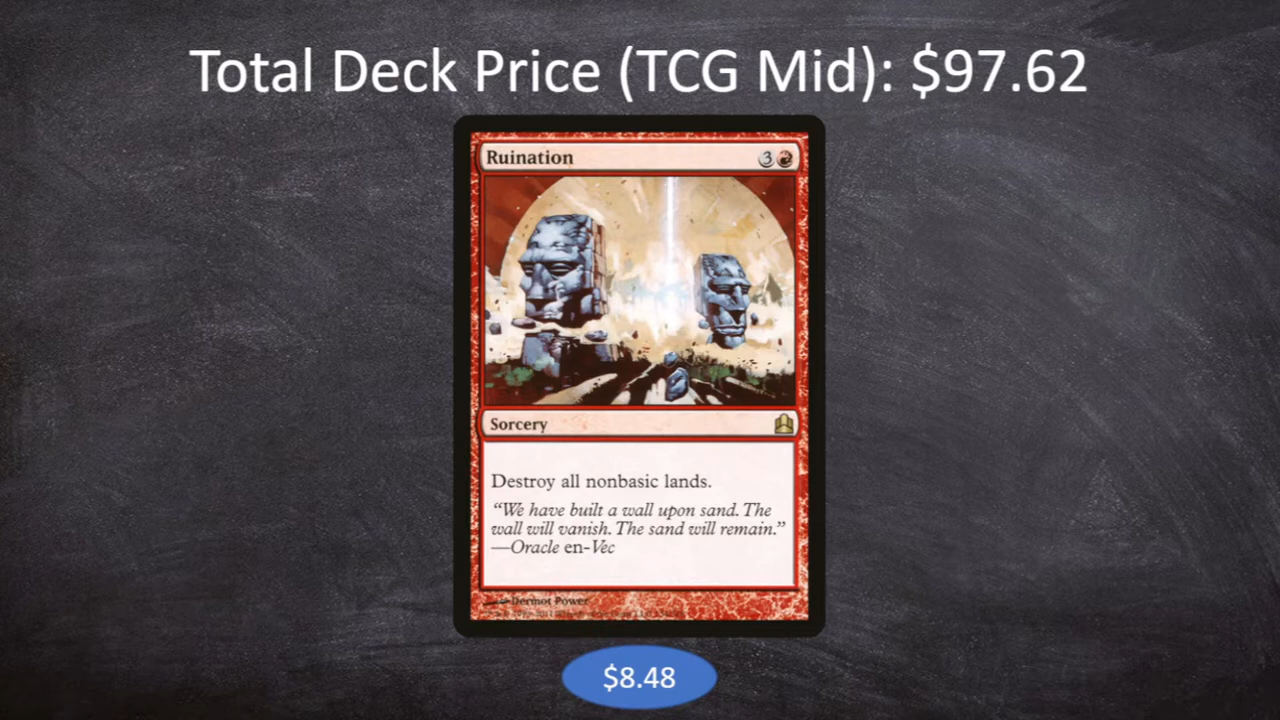 Total Deck Price (TCG Mid): $97.62
Ruination 3
Sorcery
Destroy all nonbasic lands.
“We have built a wall upon sand. The
wall will vanish. The sand will remain.”
—Oracle en-Vec
Dermot Power
$8.48